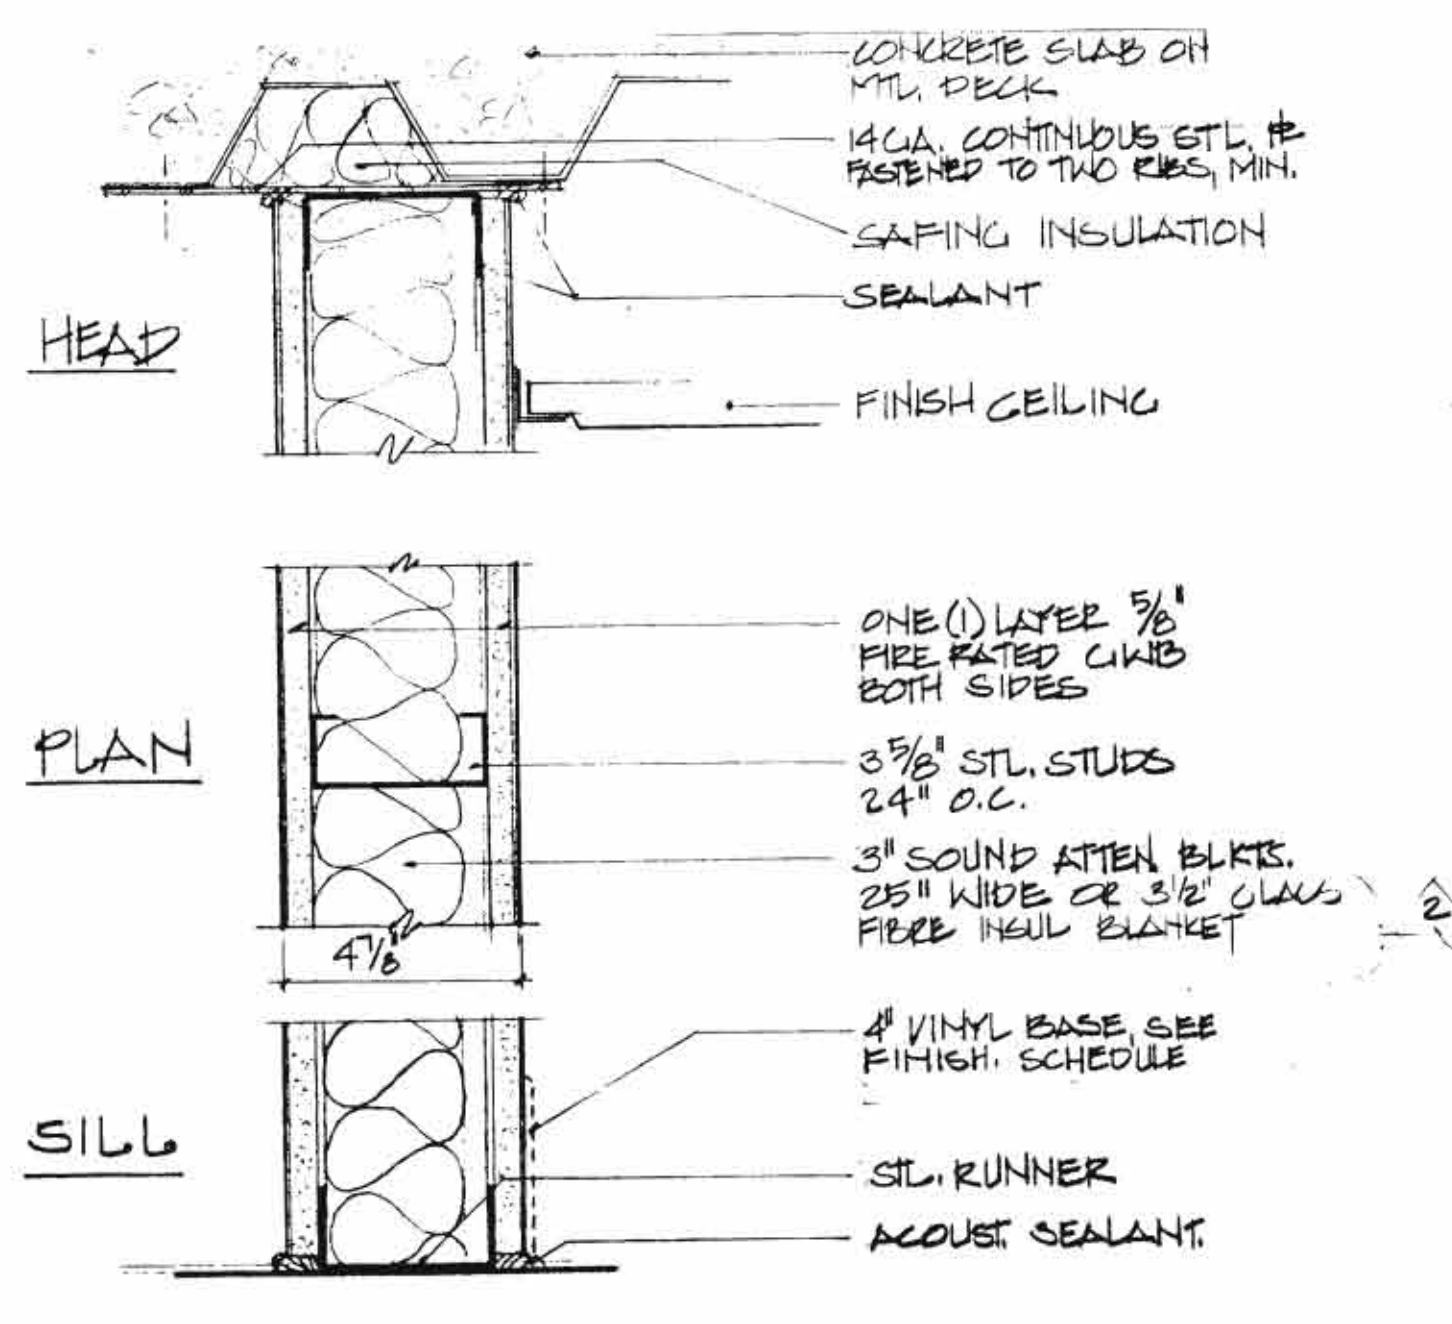 CONCRETE SLAB ON
MTL. DECK
14 GA. CONTINUOUS STL. ⅊
FASTENED TO TWO RIBS, MIN.
SAFING INSULATION
SEALANT
HEAD
FINISH CEILING
ONE (1) LAYER 5/8"
FIRE RATED GWB
BOTH SIDES
PLAN
3 5/8" STL. STUDS
24" O.C.
3" SOUND ATTEN. BLKTS.
25" WIDE OR 3 1/2" GLASS
FIBRE INSUL BLANKET
2
4 7/8"
4" VINYL BASE, SEE
FINISH. SCHEDULE
SILL
STL. RUNNER
ACOUST. SEALANT.